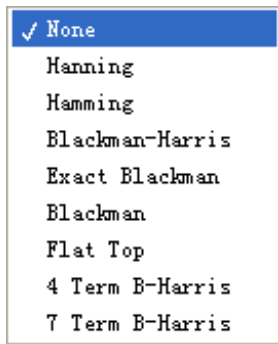 ✓ None
Hanning
Hamming
Blackman-Harris
Exact Blackman
Blackman
Flat Top
4 Term B-Harris
7 Term B-Harris